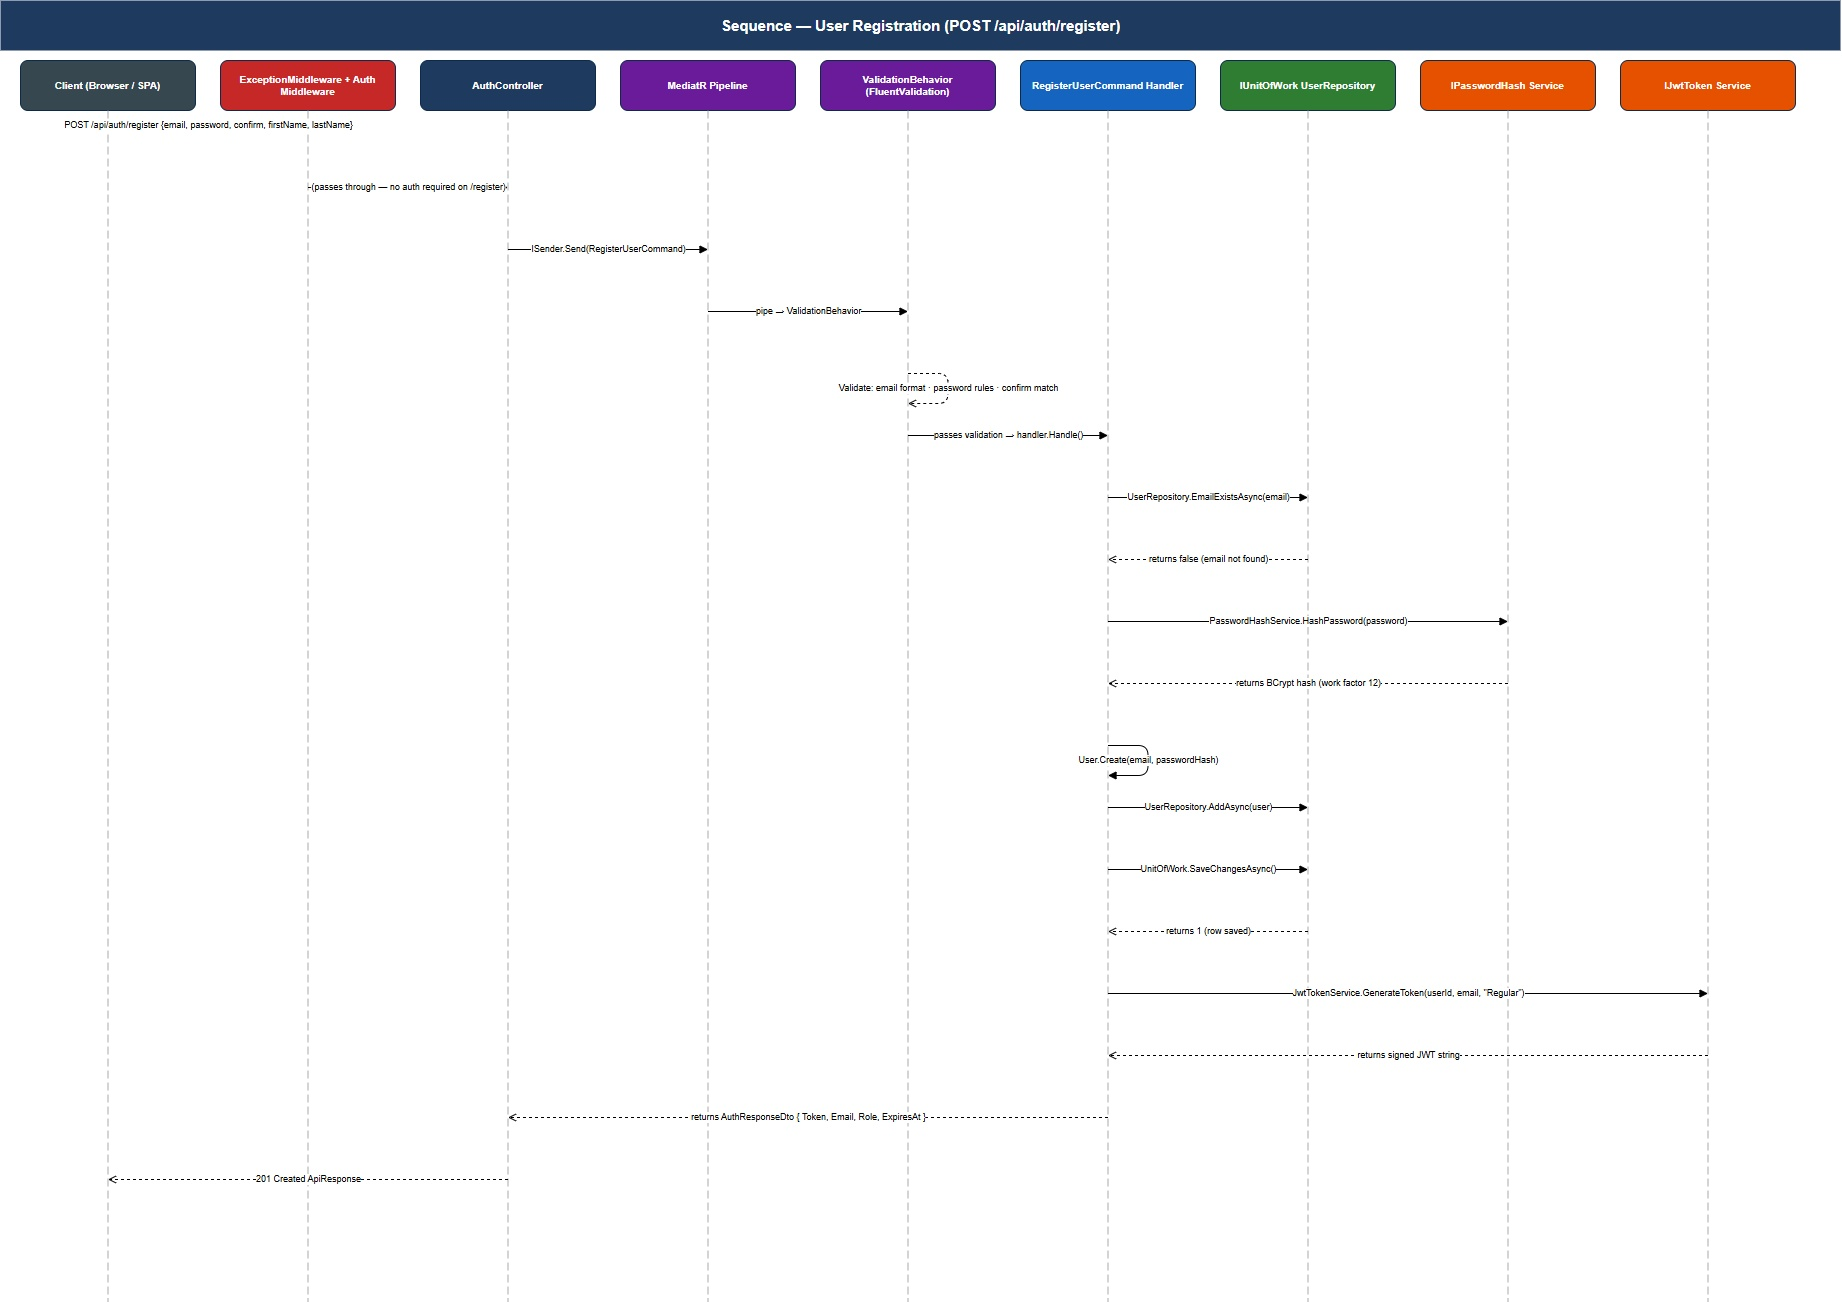 Sequence — User Registration (POST /api/auth/register)
Client (Browser / SPA)
ExceptionMiddleware + Auth
Middleware
AuthController
MediatR Pipeline
ValidationBehavior
(FluentValidation)
RegisterUserCommand Handler
IUnitOfWork UserRepository
IPasswordHash Service
IJwtToken Service
POST /api/auth/register {email, password, confirm, firstName, lastName}
(passes through — no auth required on /register)
ISender.Send(RegisterUserCommand)
pipe → ValidationBehavior
Validate: email format · password rules · confirm match
passes validation → handler.Handle()
UserRepository.EmailExistsAsync(email)
returns false (email not found)
PasswordHashService.HashPassword(password)
returns BCrypt hash (work factor 12)
User.Create(email, passwordHash)
UserRepository.AddAsync(user)
UnitOfWork.SaveChangesAsync()
returns 1 (row saved)
JwtTokenService.GenerateToken(userId, email, "Regular")
returns signed JWT string
returns AuthResponseDto { Token, Email, Role, ExpiresAt }
201 Created ApiResponse